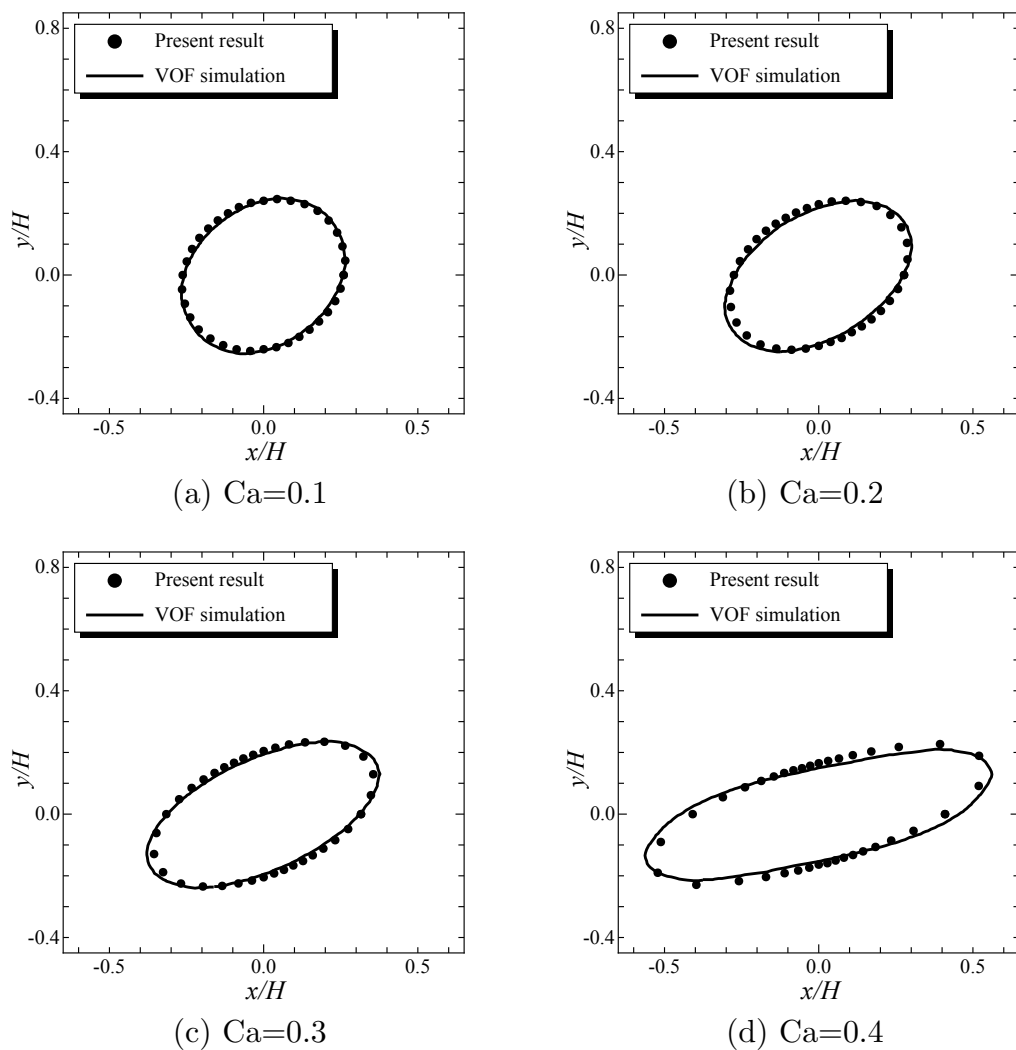 0.8
Present result
VOF simulation
0.4
y/H
0.0
-0.4
-0.5 0.0 0.5
x/H
(a) Ca=0.1
0.8
Present result
VOF simulation
0.4
y/H
0.0
-0.4
-0.5 0.0 0.5
x/H
(b) Ca=0.2
0.8
Present result
VOF simulation
0.4
y/H
0.0
-0.4
-0.5 0.0 0.5
x/H
(c) Ca=0.3
0.8
Present result
VOF simulation
0.4
y/H
0.0
-0.4
-0.5 0.0 0.5
x/H
(d) Ca=0.4